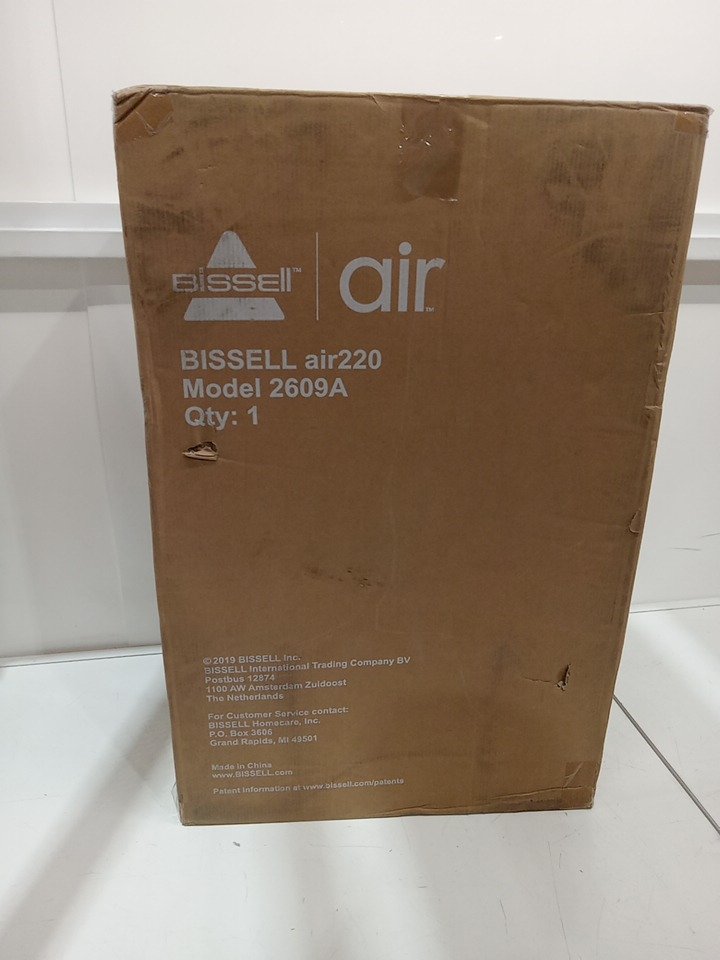 BISSELL™
air™
BISSELL air220
Model 2609A
Qty: 1
©2019 BISSELL Inc.
BISSELL International Trading Company BV
Postbus 12874
1100 AW Amsterdam Zuidoost
The Netherlands
For Customer Service contact:
BISSELL Homecare, Inc.
P.O. Box 3606
Grand Rapids, MI 49501
Made in China
www.BISSELL.com
Patent information at www.bissell.com/patents